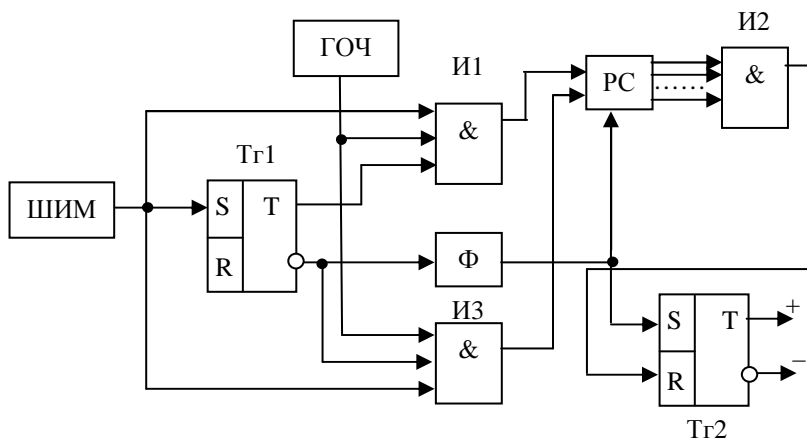 И2
ГОЧ
И1
РС
&
......
&
Тг1
ШИМ
S
T
R
Ф
И3
&
S
T
+
R
–
Тг2